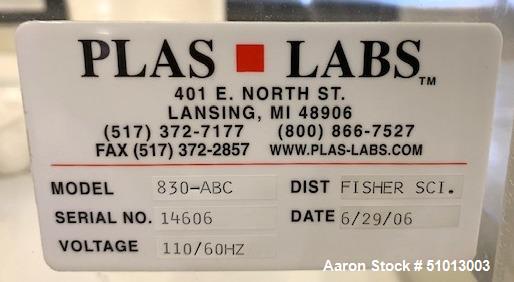 PLAS LABS™
401 E. NORTH ST.
LANSING, MI 48906
(517) 372-7177 (800) 866-7527
FAX (517) 372-2857 WWW.PLAS-LABS.COM
MODEL 830-ABC DIST FISHER SCI.
SERIAL NO. 14606 DATE 6/29/06
VOLTAGE 110/60HZ
Aaron Stock # 51013003